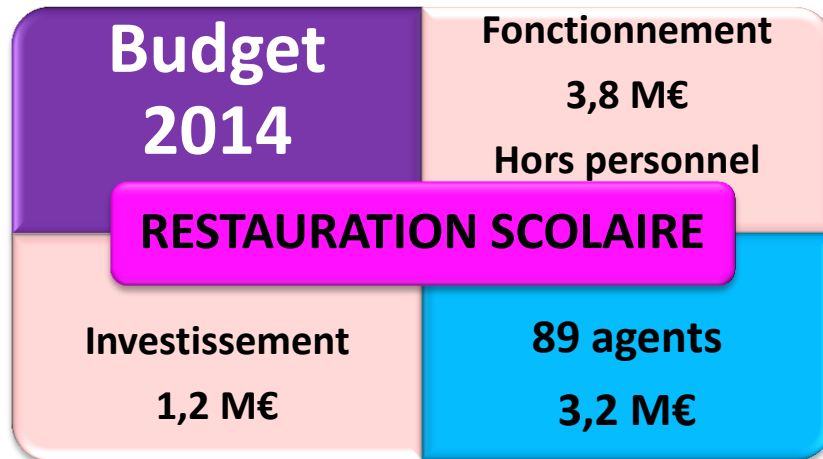 Budget
2014
Fonctionnement
3,8 M€
Hors personnel
RESTAURATION SCOLAIRE
Investissement
1,2 M€
89 agents
3,2 M€